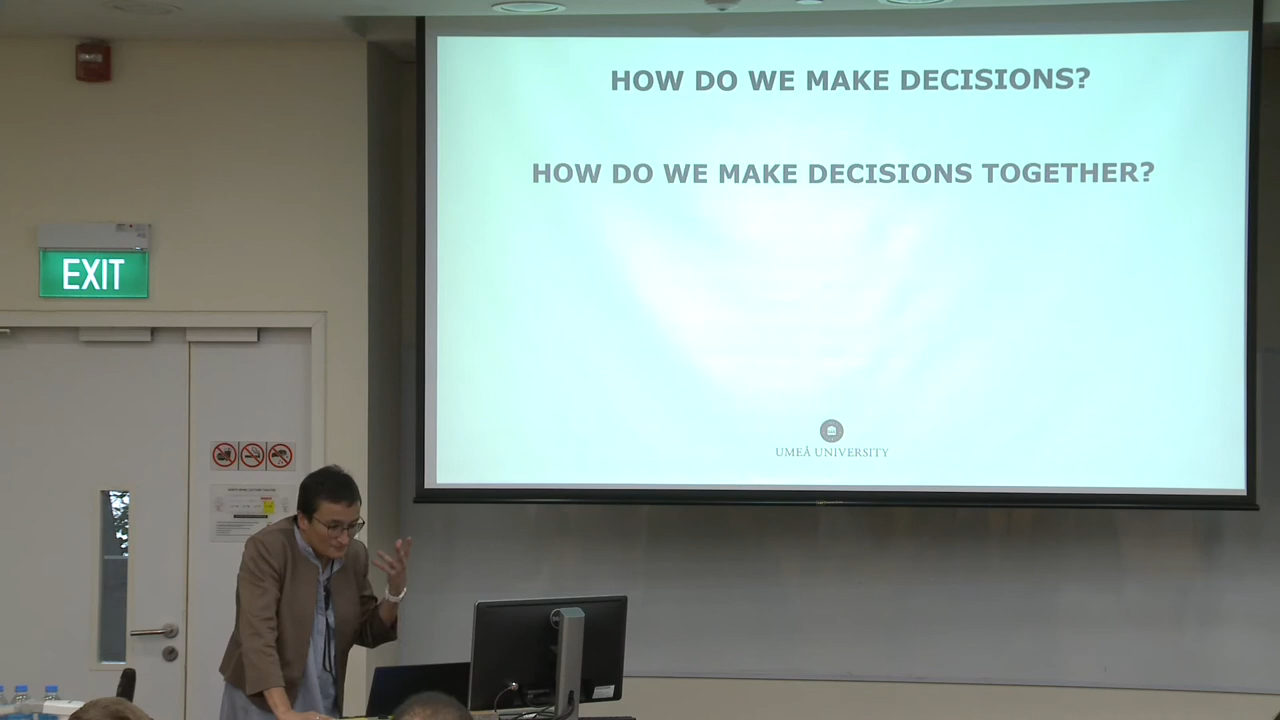 HOW DO WE MAKE DECISIONS?
HOW DO WE MAKE DECISIONS TOGETHER?
UMEÅ UNIVERSITY
EXIT